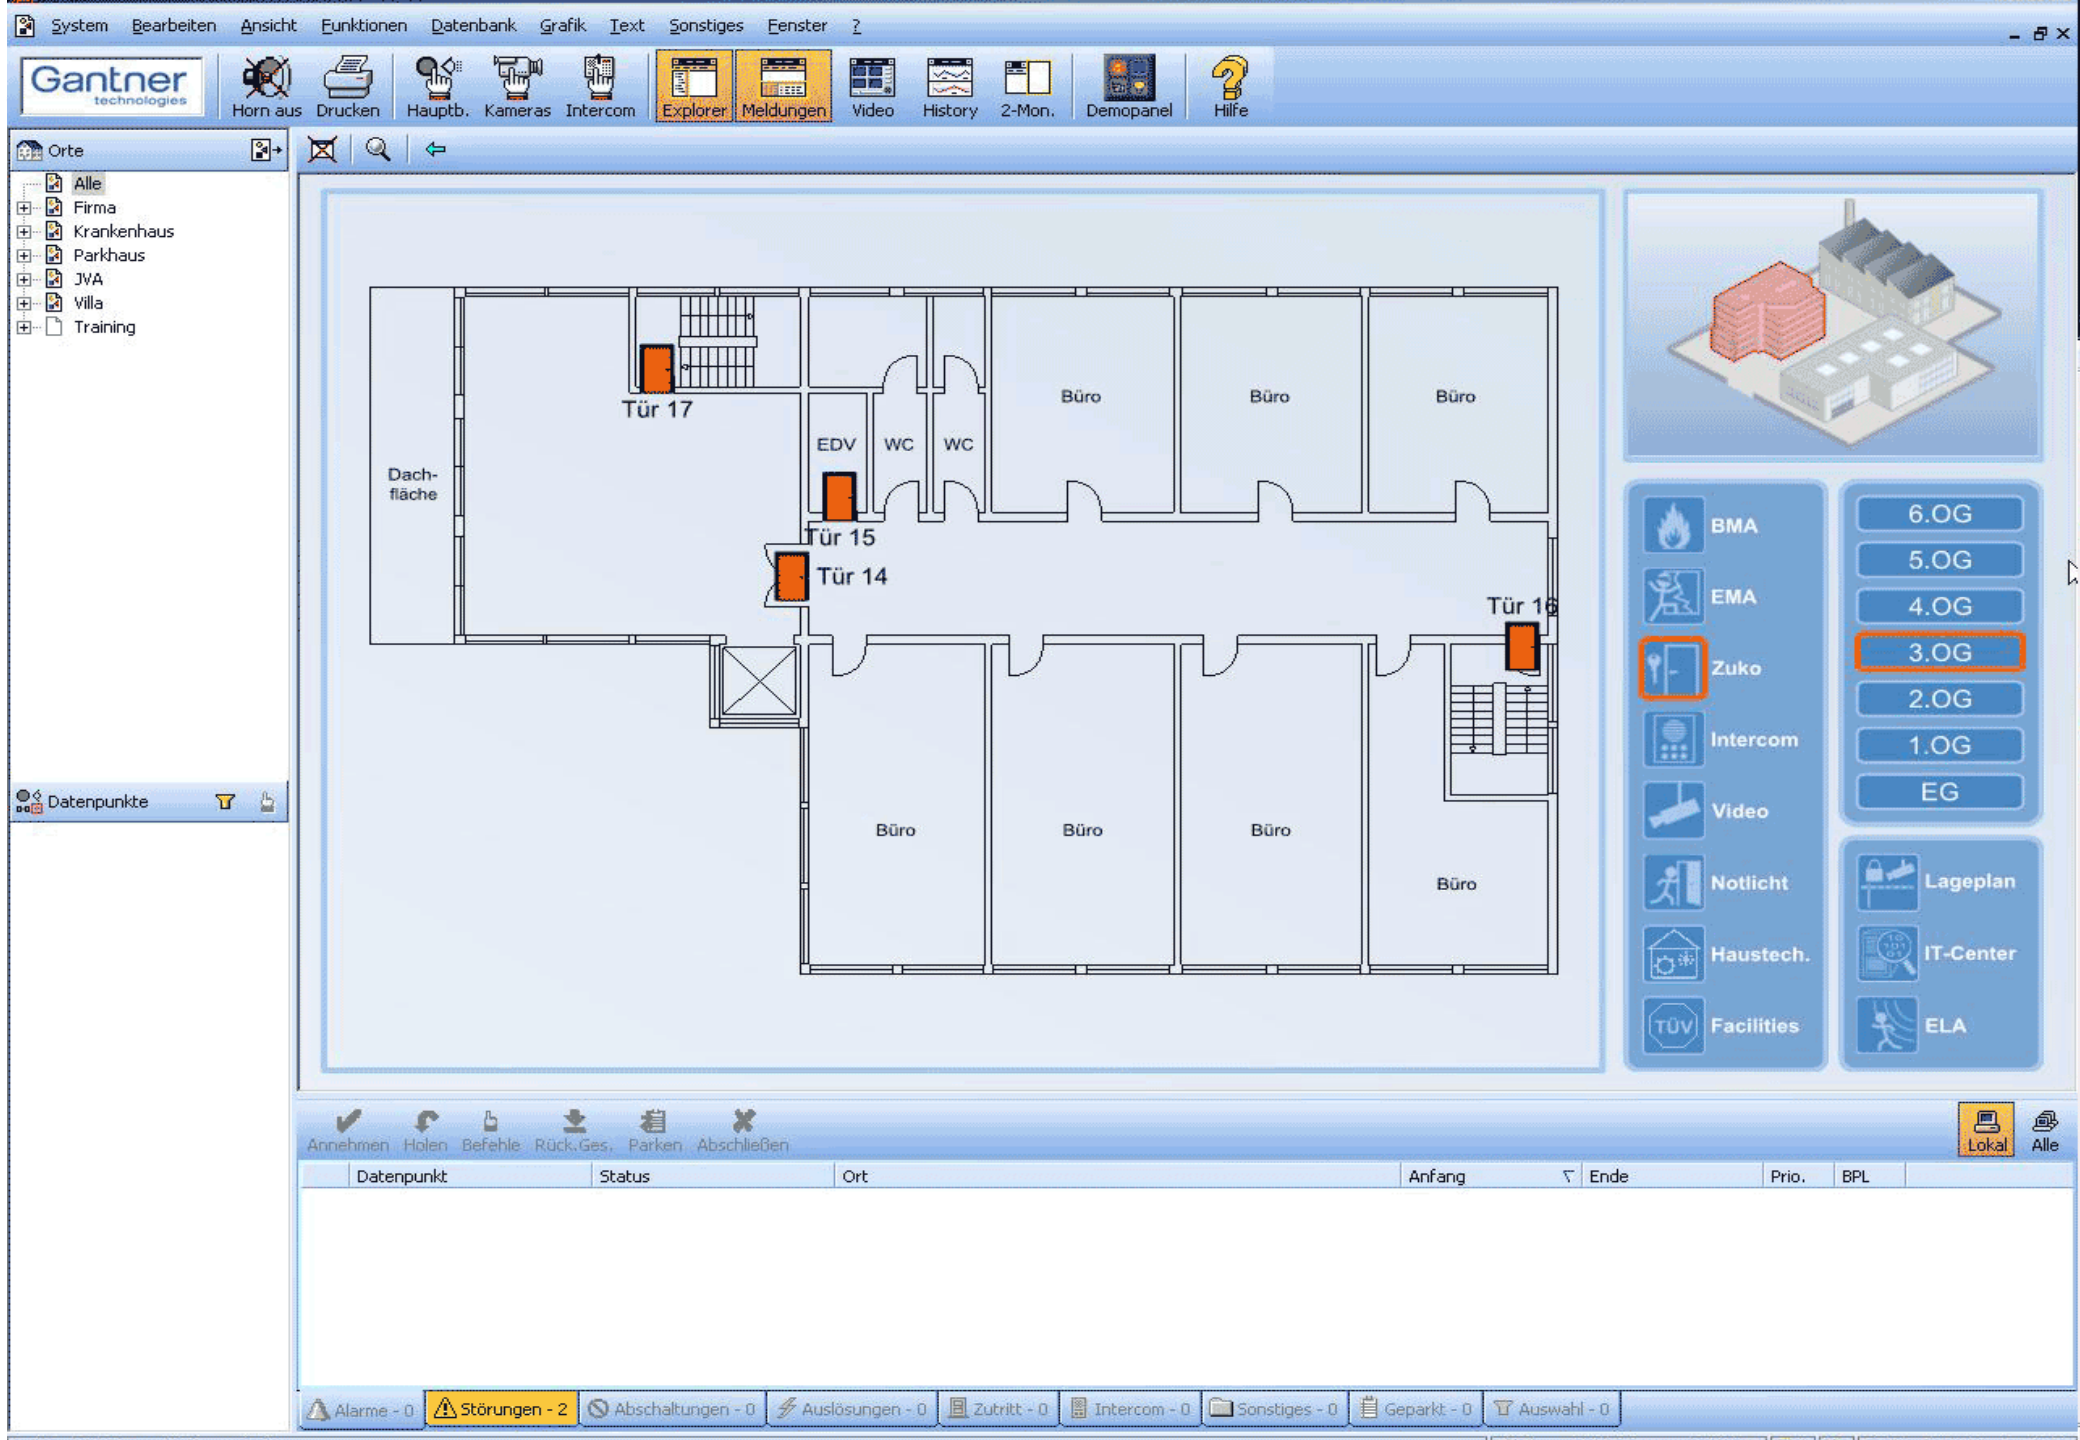 System Bearbeiten Ansicht Funktionen Datenbank Grafik Text Sonstiges Fenster ?
Gantner
technologies
Horn aus Drucken Hauptb. Kameras Intercom Explorer Meldungen Video History 2-Mon. Demopanel Hilfe
Orte
Alle
Firma
Krankenhaus
Parkhaus
JVA
Villa
Training
Datenpunkte
Tür 17
Büro Büro Büro
EDV WC WC
Dach-
fläche
Tür 15
Tür 14
Tür 16
Büro Büro Büro
Büro
BMA
EMA
Zuko
Intercom
Video
Notlicht
Haustech.
TÜV Facilities
6.OG
5.OG
4.OG
3.OG
2.OG
1.OG
EG
Lageplan
IT-Center
ELA
Annehmen Holen Befehle Rück.Ges. Parken Abschließen
Lokal Alle
Datenpunkt Status Ort Anfang Ende Prio. BPL
Alarme - 0 Störungen - 2 Abschaltungen - 0 Auslösungen - 0 Zutritt - 0 Intercom - 0 Sonstiges - 0 Geparkt - 0 Auswahl - 0